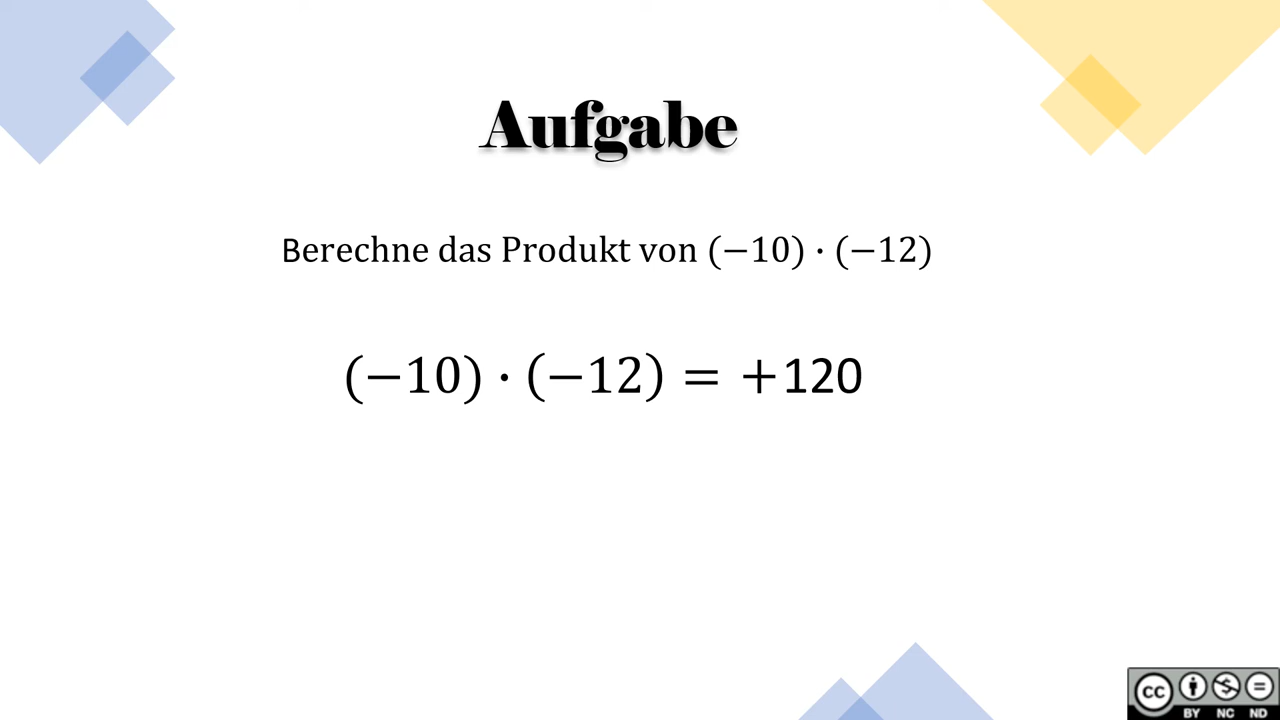 Aufgabe
Berechne das Produkt von (−10) · (−12)
(−10) · (−12) = +120
cc
BY NC ND